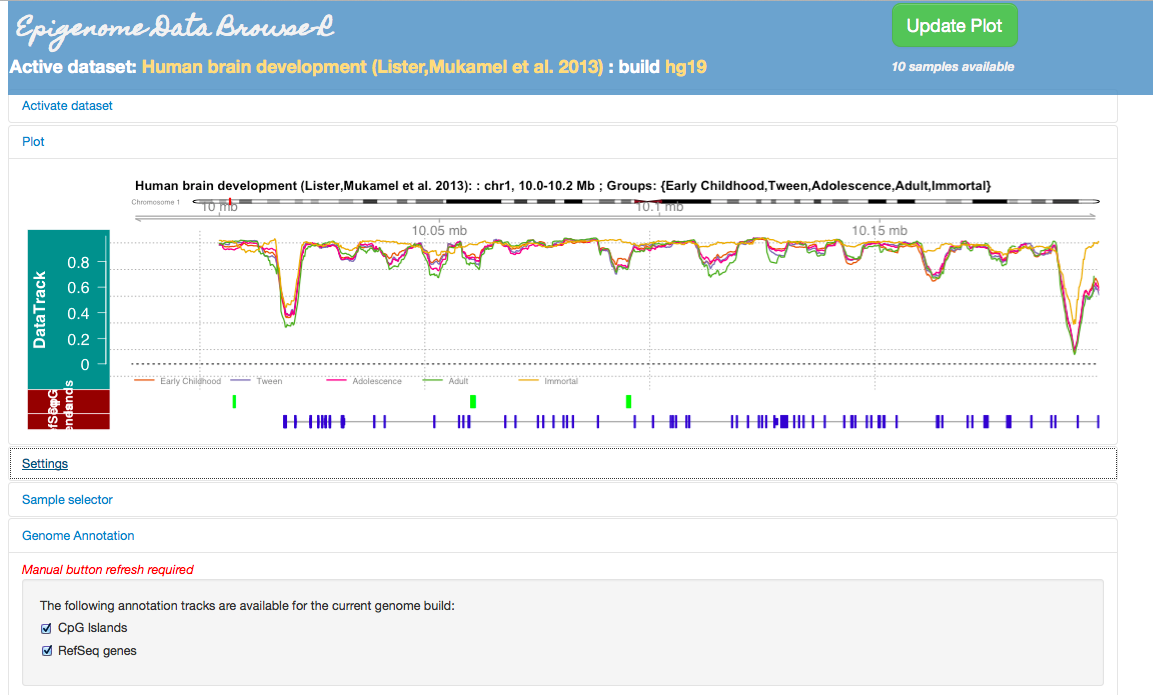 Epigenome Data Browser
Update Plot
Active dataset: Human brain development (Lister,Mukamel et al. 2013) : build hg19
10 samples available
Activate dataset
Plot
Human brain development (Lister,Mukamel et al. 2013): : chr1, 10.0-10.2 Mb ; Groups: {Early Childhood,Tween,Adolescence,Adult,Immortal}
Chromosome 1
10 mb
10.1 mb
10.05 mb
10.15 mb
DataTrack
0.8
0.6
0.4
0.2
0
Early Childhood
Tween
Adolescence
Adult
Immortal
Settings
Sample selector
Genome Annotation
Manual button refresh required
The following annotation tracks are available for the current genome build:
CpG Islands
RefSeq genes